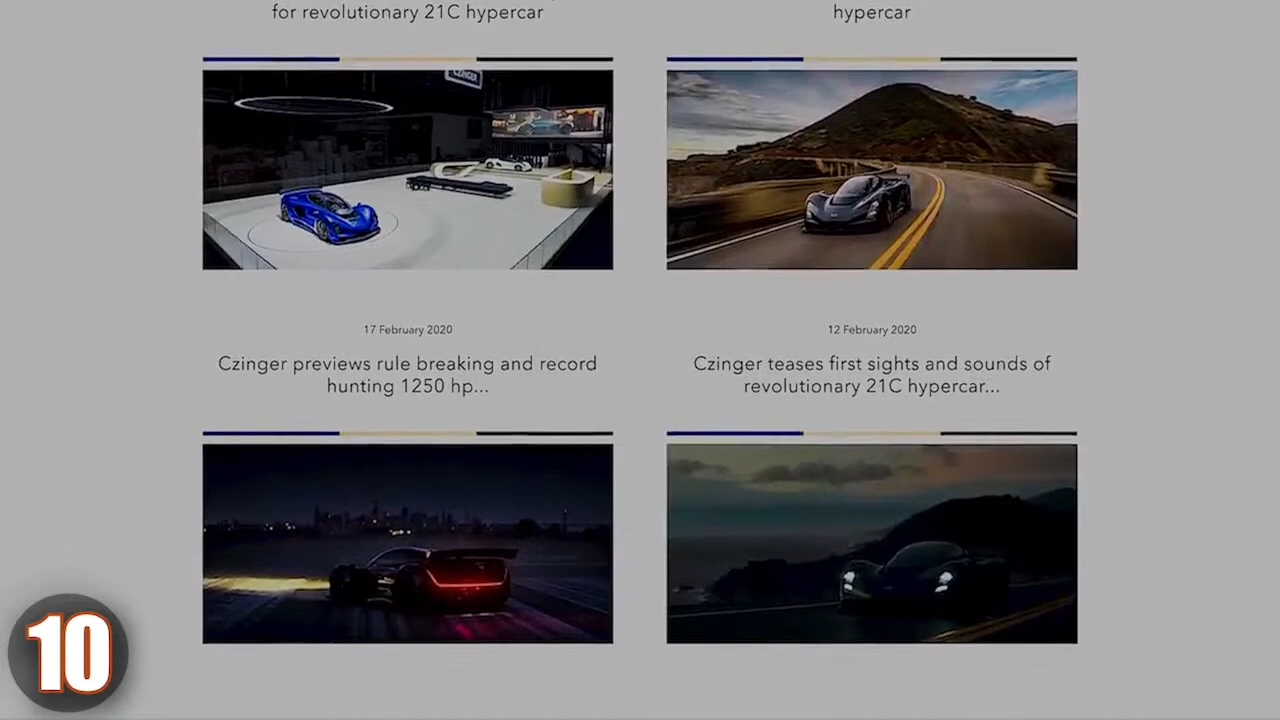 for revolutionary 21C hypercar
hypercar
CZINGER
17 February 2020
Czinger previews rule breaking and record
hunting 1250 hp...
12 February 2020
Czinger teases first sights and sounds of
revolutionary 21C hypercar...
10